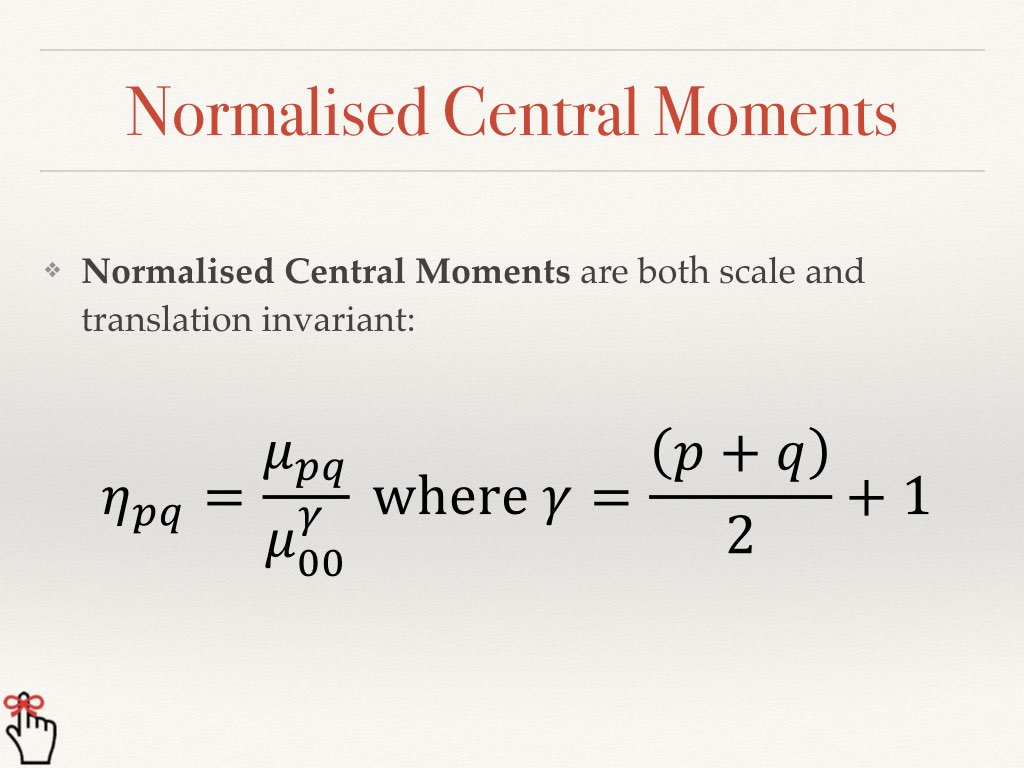 Normalised Central Moments
❖ Normalised Central Moments are both scale and
translation invariant:
$\eta_{pq} = \frac{\mu_{pq}}{\mu_{00}^{\gamma}}$ where $\gamma = \frac{(p+q)}{2} + 1$